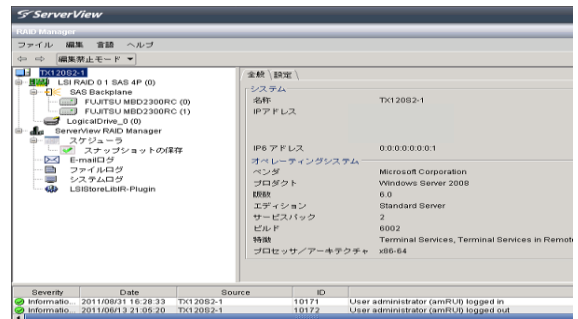 ServerView
RAID Manager
ファイル 編集 言語 ヘルプ
編集禁止モード
TX120S2-1
LSI RAID 0 1 SAS 4P (0)
SAS Backplane
FUJITSU MBD2300RC (0)
FUJITSU MBD2300RC (1)
LogicalDrive_0 (0)
ServerView RAID Manager
スケジューラ
スナップショットの保存
E-mailログ
ファイルログ
システムログ
LSIStoreLibIR-Plugin
全般 設定
システム
名称 TX120S2-1
IPアドレス
IP6 アドレス 0:0:0:0:0:0:0:1
オペレーティングシステム
ベンダ Microsoft Corporation
プロダクト Windows Server 2008
版数 6.0
エディション Standard Server
サービスパック 2
ビルド 6002
特徴 Terminal Services, Terminal Services in Remot
プロセッサ/アーキテクチャ x86-64
Severity Date Source ID
Informatio... 2011/08/31 16:28:33 TX120S2-1 10171 User administrator (amRUI) logged in
Informatio... 2011/06/13 21:05:20 TX120S2-1 10172 User administrator (amRUI) logged out